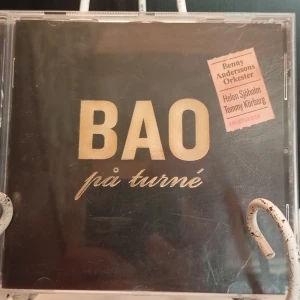 BAO
på turné
Benny
Anderssons
Orkester
Helen Sjöholm
Tommy Körberg